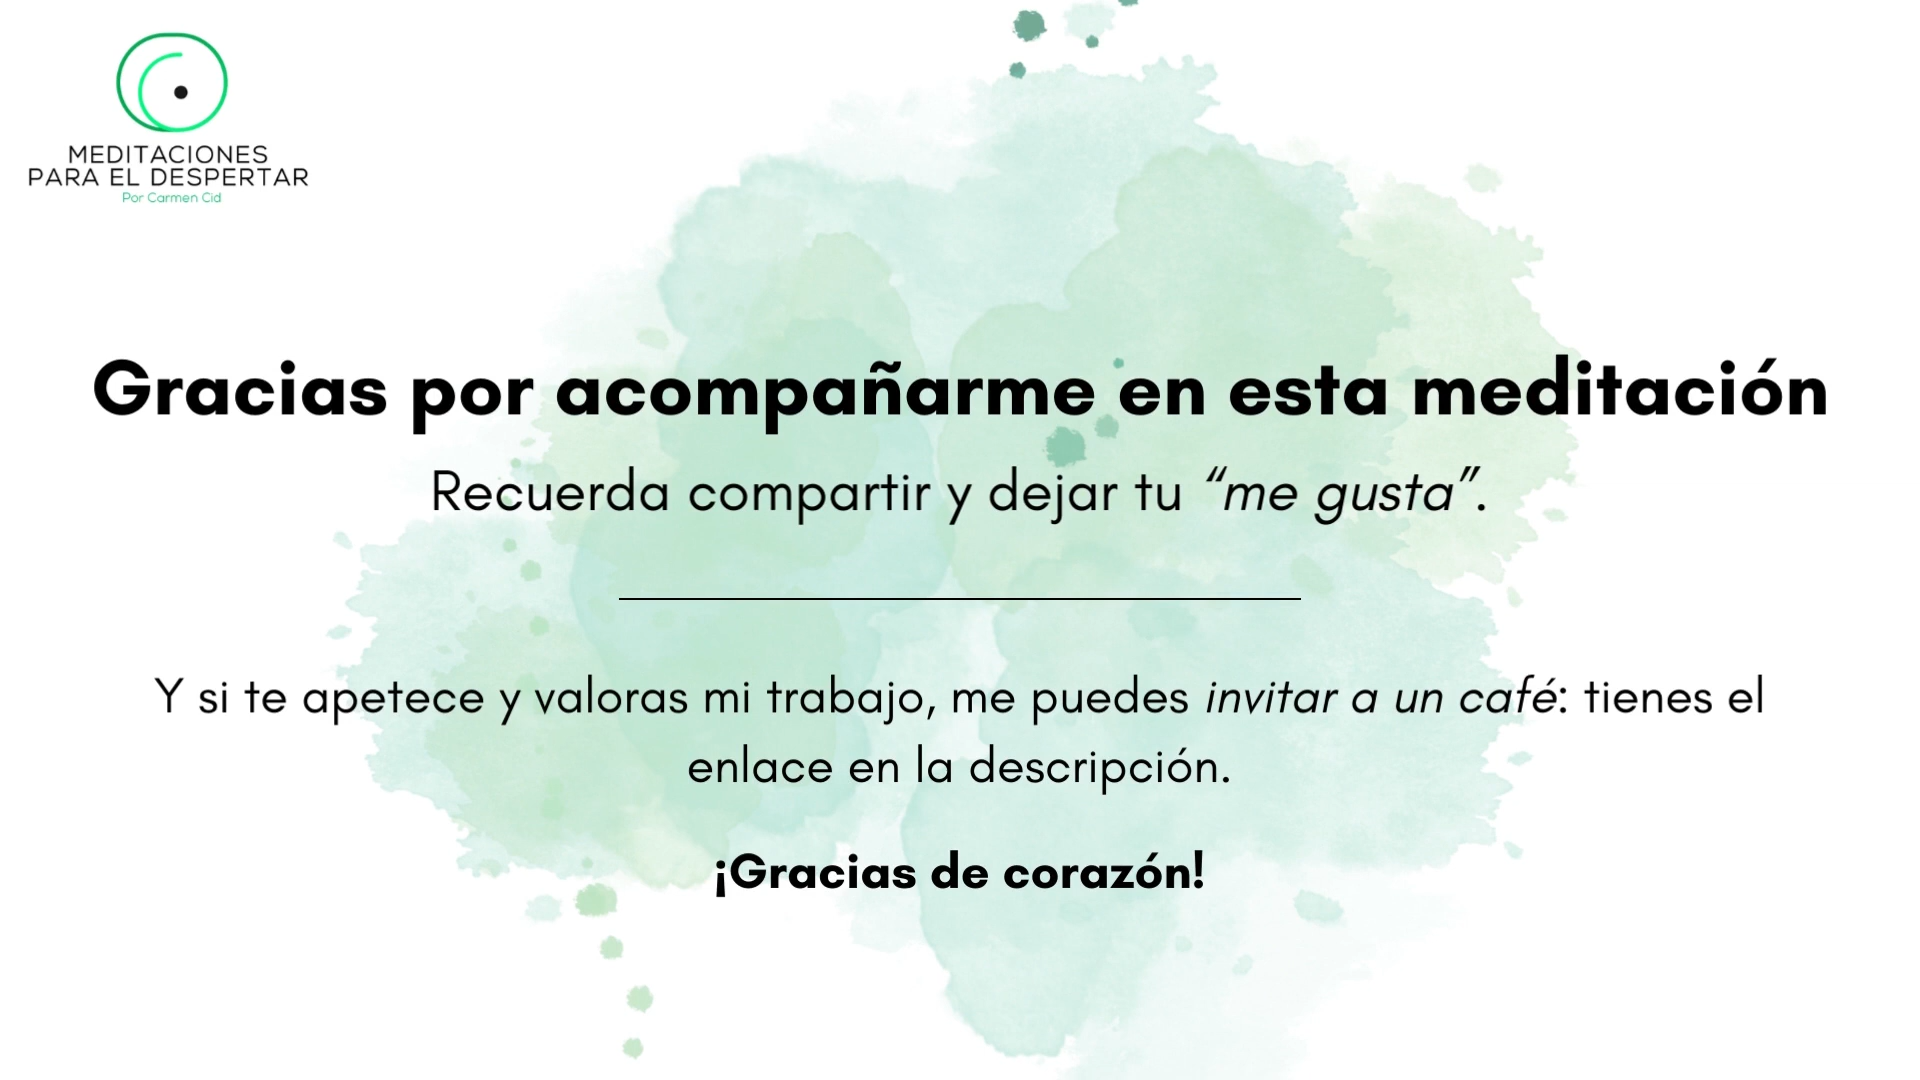 MEDITACIONES
PARA EL DESPERTAR
Por Carmen Cid
Gracias por acompañarme en esta meditación
Recuerda compartir y dejar tu “me gusta”.
Y si te apetece y valoras mi trabajo, me puedes invitar a un café: tienes el
enlace en la descripción.
¡Gracias de corazón!